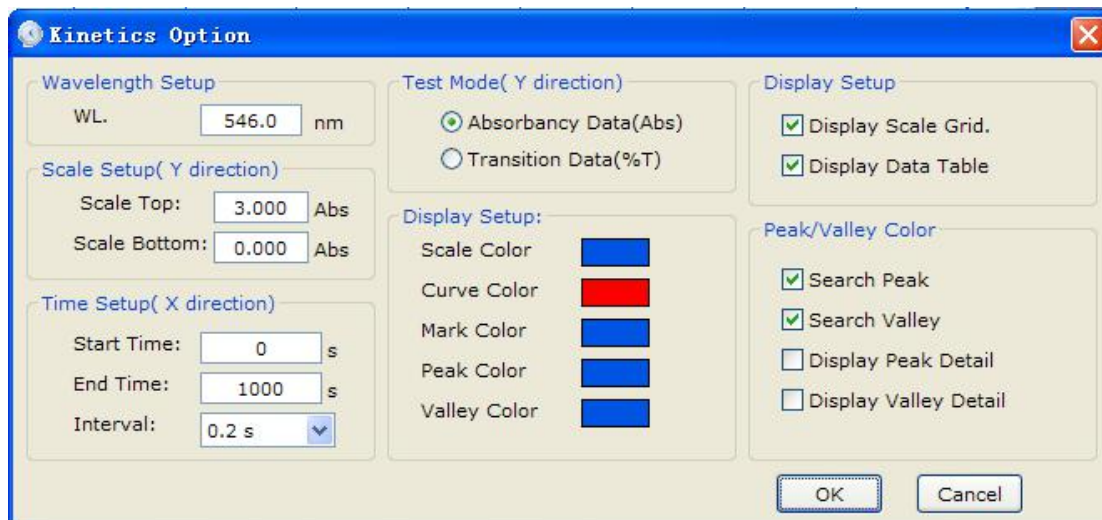 Kinetics Option
Wavelength Setup
WL. 546.0 nm
Scale Setup( Y direction)
Scale Top: 3.000 Abs
Scale Bottom: 0.000 Abs
Time Setup( X direction)
Start Time: 0 s
End Time: 1000 s
Interval: 0.2 s
Test Mode( Y direction)
Absorbancy Data(Abs)
Transition Data(%T)
Display Setup:
Scale Color
Curve Color
Mark Color
Peak Color
Valley Color
Display Setup
Display Scale Grid.
Display Data Table
Peak/Valley Color
Search Peak
Search Valley
Display Peak Detail
Display Valley Detail
OK Cancel